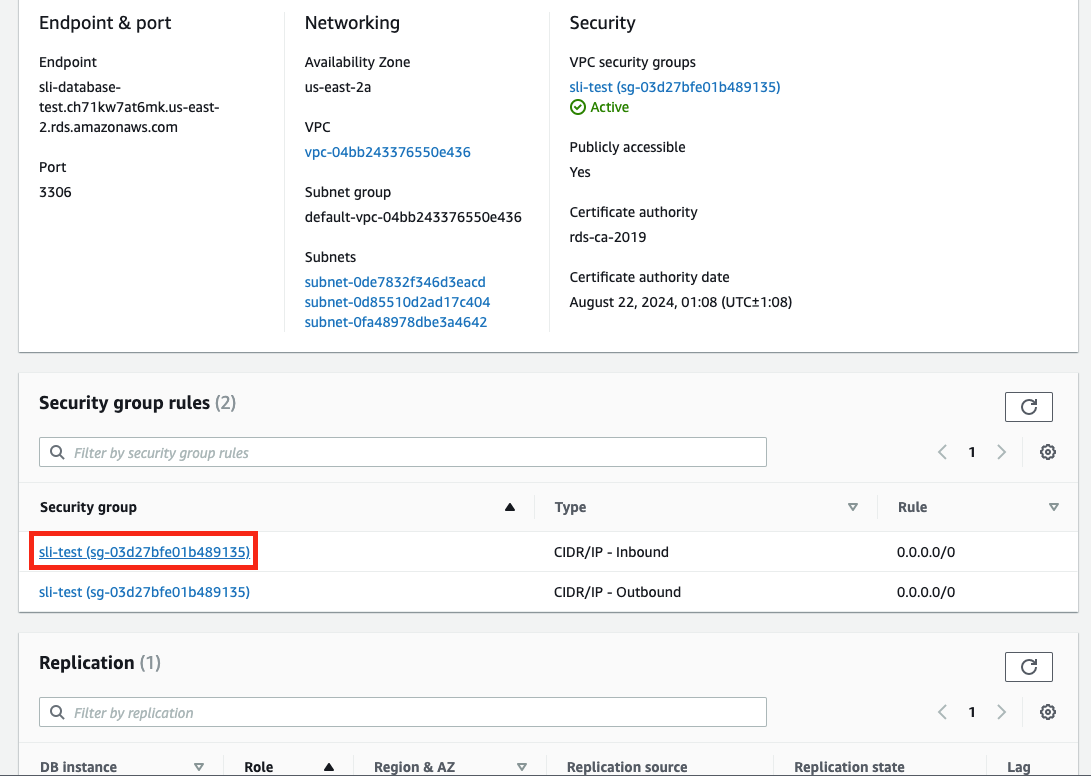 Endpoint & port
Endpoint
sli-database-
test.ch71kw7at6mk.us-east-
2.rds.amazonaws.com
Port
3306
Networking
Availability Zone
us-east-2a
VPC
vpc-04bb243376550e436
Subnet group
default-vpc-04bb243376550e436
Subnets
subnet-0de7832f346d3eacd
subnet-0d85510d2ad17c404
subnet-0fa48978dbe3a4642
Security
VPC security groups
sli-test (sg-03d27bfe01b489135)
Active
Publicly accessible
Yes
Certificate authority
rds-ca-2019
Certificate authority date
August 22, 2024, 01:08 (UTC±1:08)
Security group rules (2)
Filter by security group rules
1
Security group Type Rule
sli-test (sg-03d27bfe01b489135) CIDR/IP - Inbound 0.0.0.0/0
sli-test (sg-03d27bfe01b489135) CIDR/IP - Outbound 0.0.0.0/0
Replication (1)
Filter by replication
1
DB instance Role Region & AZ Replication source Replication state Lag